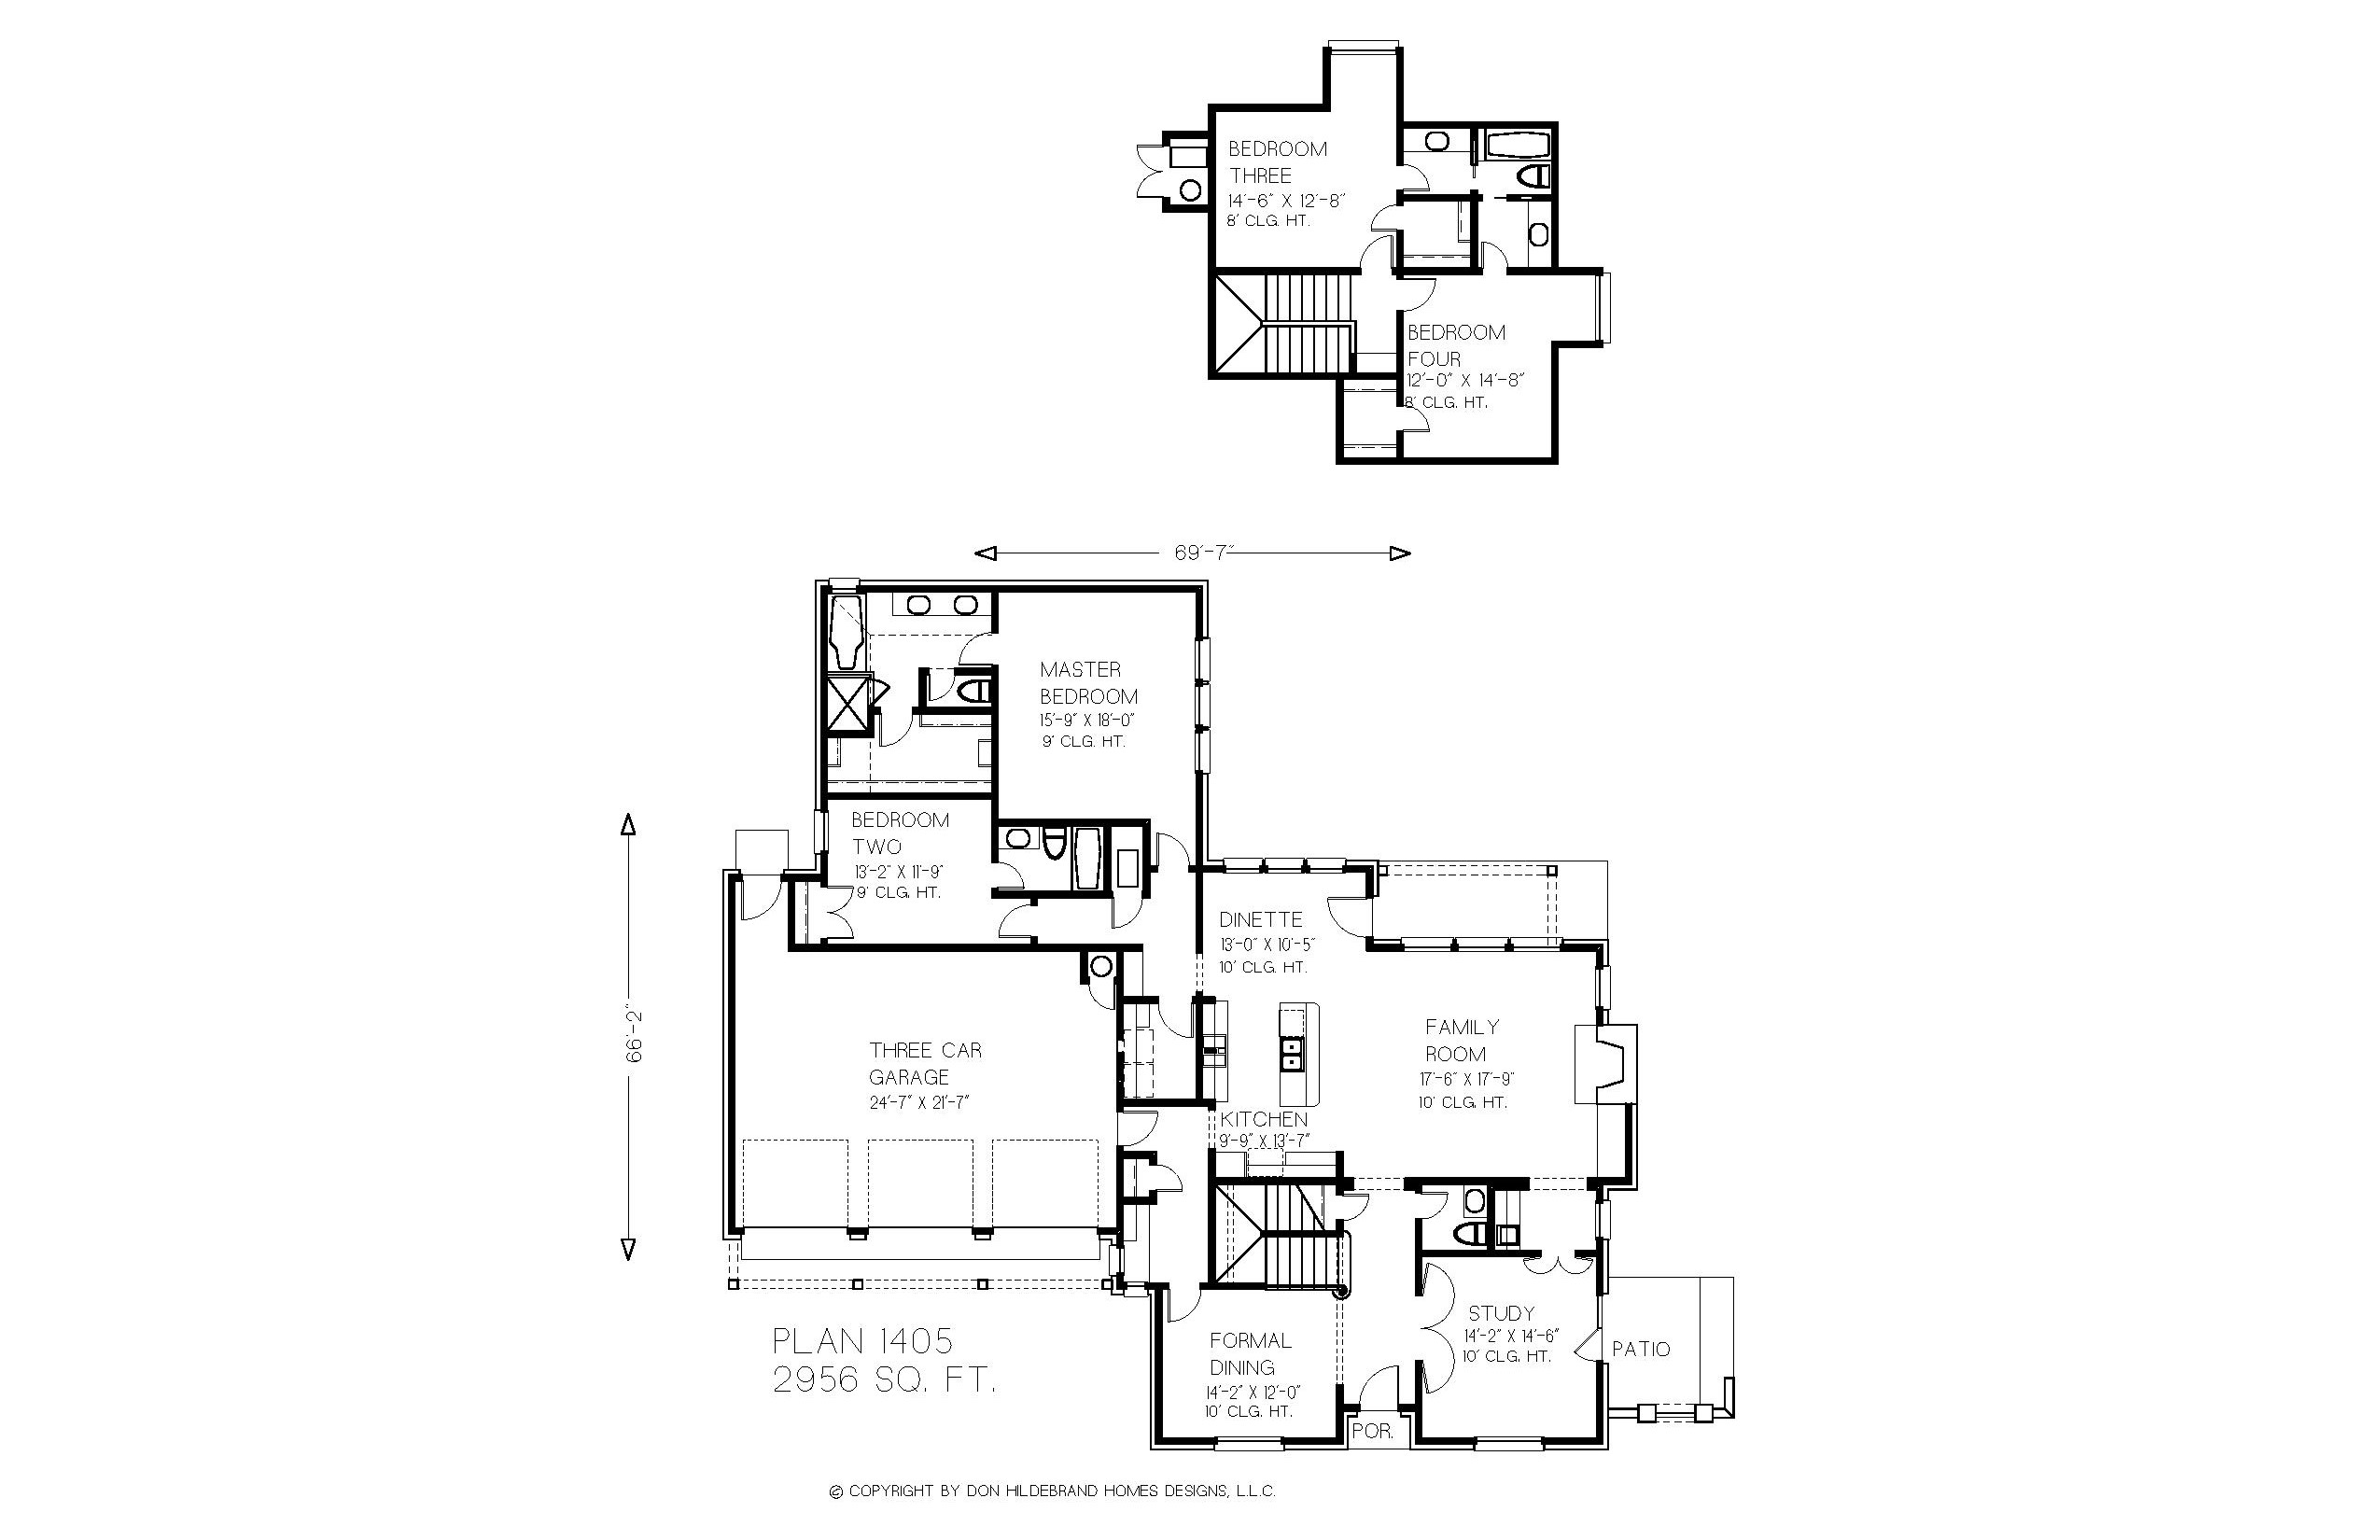 BEDROOM
THREE
14'-6" X 12'-8"
8' CLG. HT.
BEDROOM
FOUR
12'-0" X 14'-8"
8' CLG. HT.
69'-7"
MASTER
BEDROOM
15'-9" X 18'-0"
9' CLG. HT.
BEDROOM
TWO
13'-2" X 11'-9"
9' CLG. HT.
DINETTE
13'-0" X 10'-5"
10' CLG. HT.
66'-2"
THREE CAR
GARAGE
24'-7" X 21'-7"
FAMILY
ROOM
17'-6" X 17'-9"
10' CLG. HT.
KITCHEN
9'-9" X 13'-7"
STUDY
14'-2" X 14'-6"
10' CLG. HT.
PATIO
FORMAL
DINING
14'-2" X 12'-0"
10' CLG. HT.
POR.
PLAN 1405
2956 SQ. FT.
© COPYRIGHT BY DON HILDEBRAND HOMES DESIGNS, L.L.C.